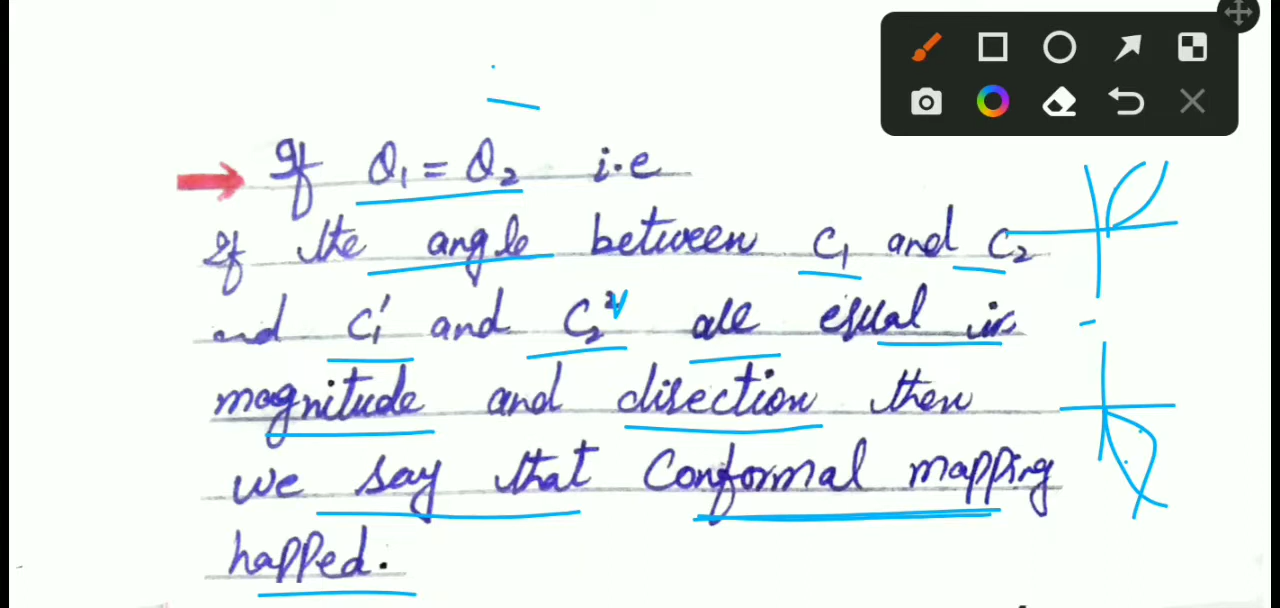 If θ₁ = θ₂ i.e
If the angle between C₁ and C₂
and C₁' and C₂' are equal in
magnitude and direction then
we say that Conformal mapping
happed.